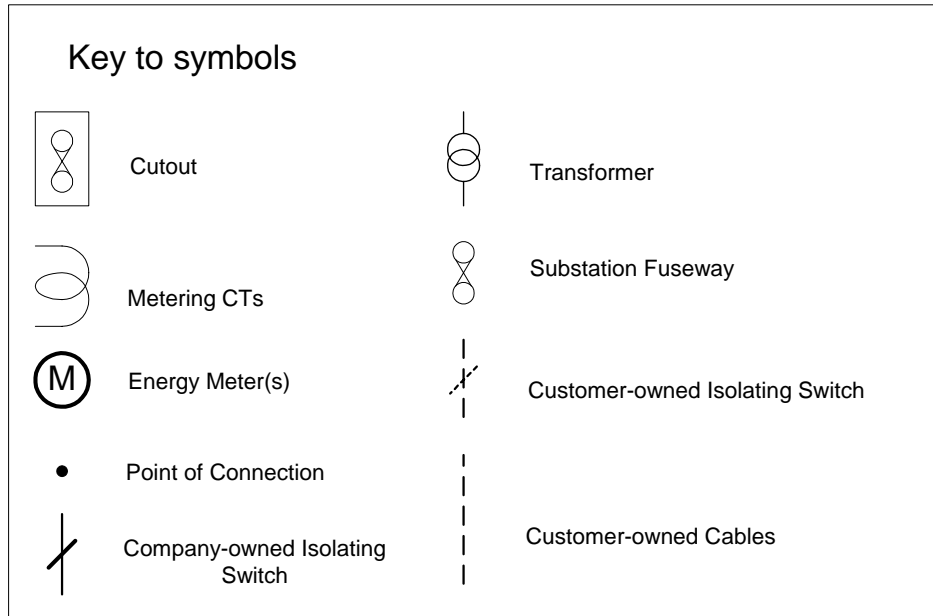 Key to symbols
Cutout
Metering CTs
M
Energy Meter(s)
Point of Connection
Company-owned Isolating
Switch
Transformer
Substation Fuseway
Customer-owned Isolating Switch
Customer-owned Cables